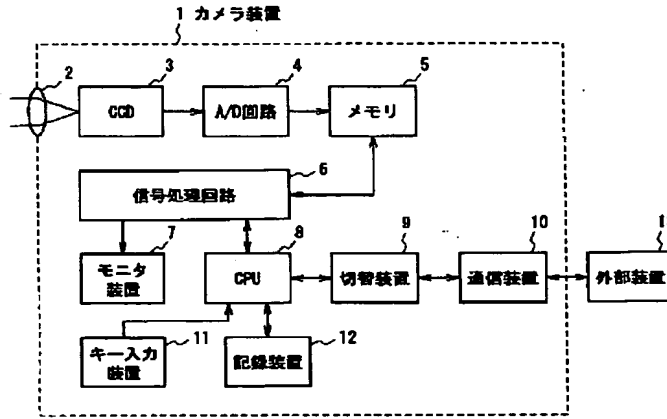 1 カメラ装置
2
3
4
5
CCD
A/D回路
メモリ
6
信号処理回路
7
8
9
10
モニタ
装置
CPU
切替装置
通信装置
外部装置
11
12
キー入力
装置
記録装置